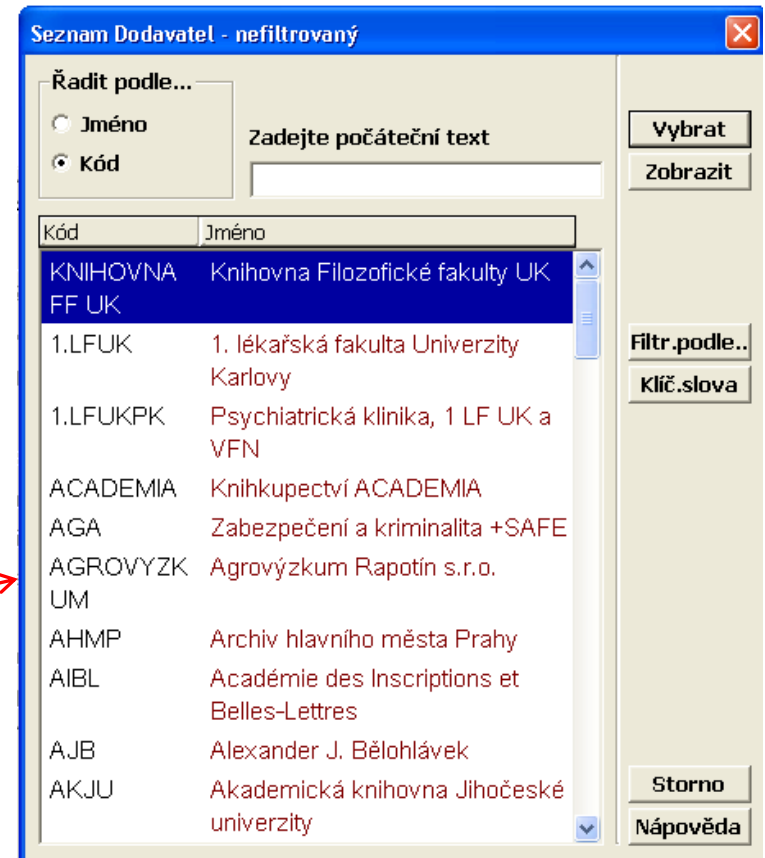 Seznam Dodavatel - nefiltrovaný
Řadit podle...
Jméno
Kód
Zadejte počáteční text
Vybrat
Zobrazit
Kód Jméno
KNIHOVNA Knihovna Filozofické fakulty UK
FF UK
1.LFUK 1. lékařská fakulta Univerzity
Karlovy
1.LFUKPK Psychiatrická klinika, 1 LF UK a
VFN
ACADEMIA Knihkupectví ACADEMIA
AGA Zabezpečení a kriminalita +SAFE
AGROVYZK Agrovýzkum Rapotín s.r.o.
UM
AHMP Archiv hlavního města Prahy
AIBL Académie des Inscriptions et
Belles-Lettres
AJB Alexander J. Bělohlávek
AKJU Akademická knihovna Jihočeské
univerzity
Filtr.podle..
Klíč.slova
Storno
Nápověda